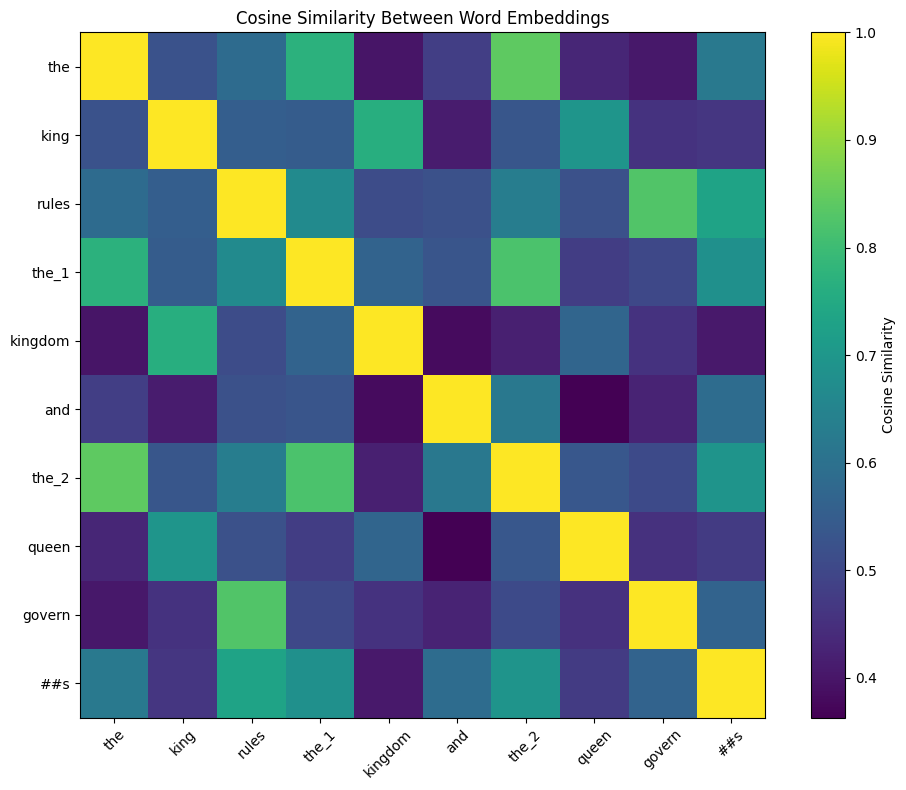 Cosine Similarity Between Word Embeddings
the
king
rules
the_1
kingdom
and
the_2
queen
govern
##s
the
king
rules
the_1
kingdom
and
the_2
queen
govern
##s
1.0
0.9
0.8
0.7
0.6
0.5
0.4
Cosine Similarity